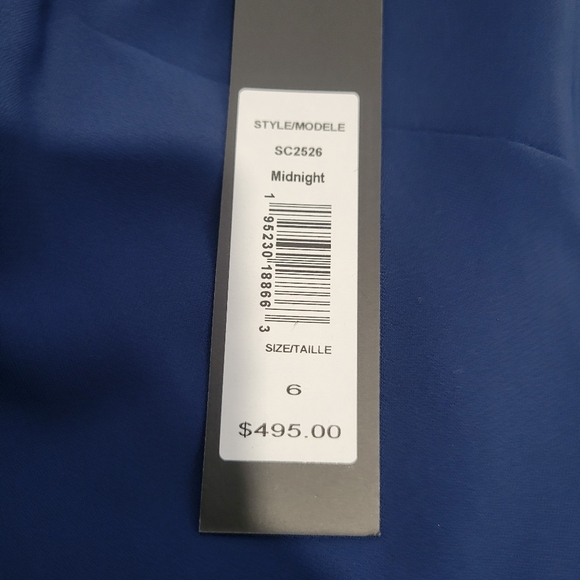 STYLE/MODELE
SC2526
Midnight
1 95230 18866 3
SIZE/TAILLE
6
$495.00